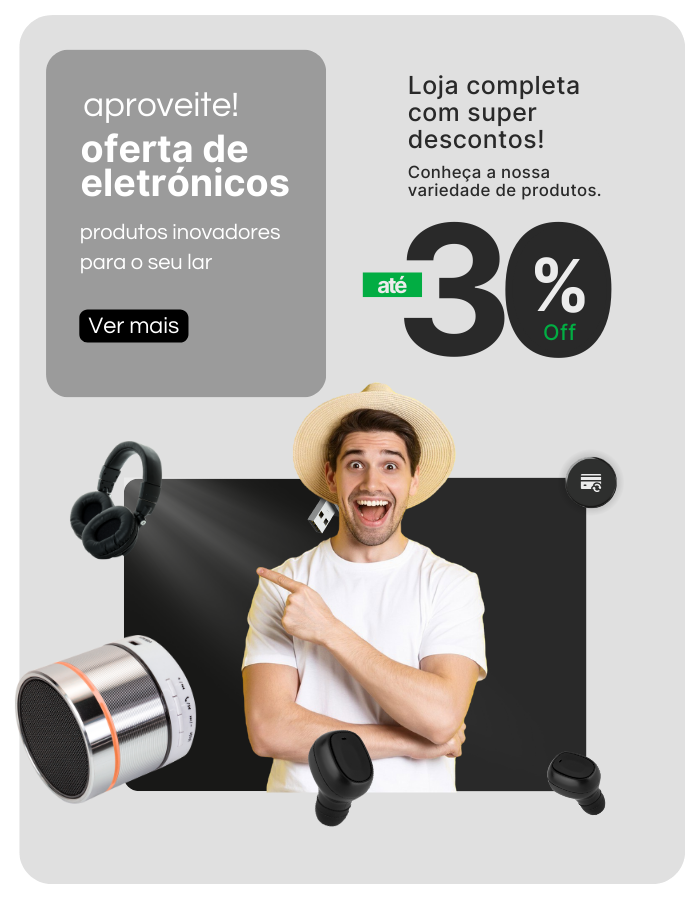 aproveite!
oferta de
eletrónicos
produtos inovadores
para o seu lar
Ver mais
Loja completa
com super
descontos!
Conheça a nossa
variedade de produtos.
até
30
%
Off